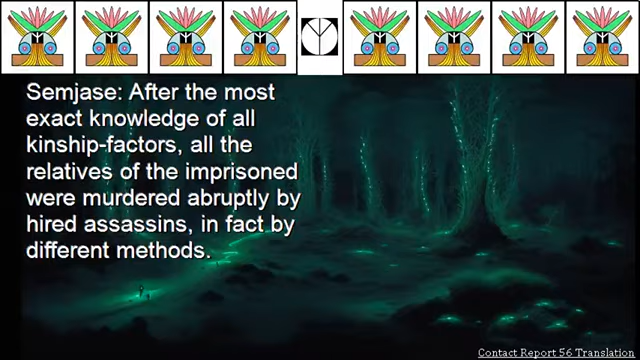 Semjase: After the most
exact knowledge of all
kinship-factors, all the
relatives of the imprisoned
were murdered abruptly by
hired assassins, in fact by
different methods.
Contact Report 56 Translation